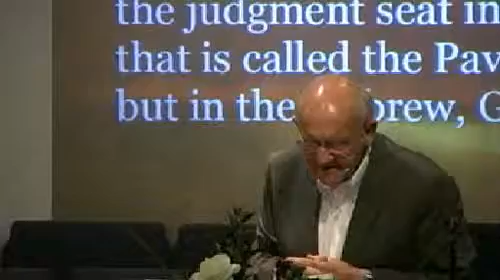 the judgment seat in
that is called the Pav
but in the brew, G